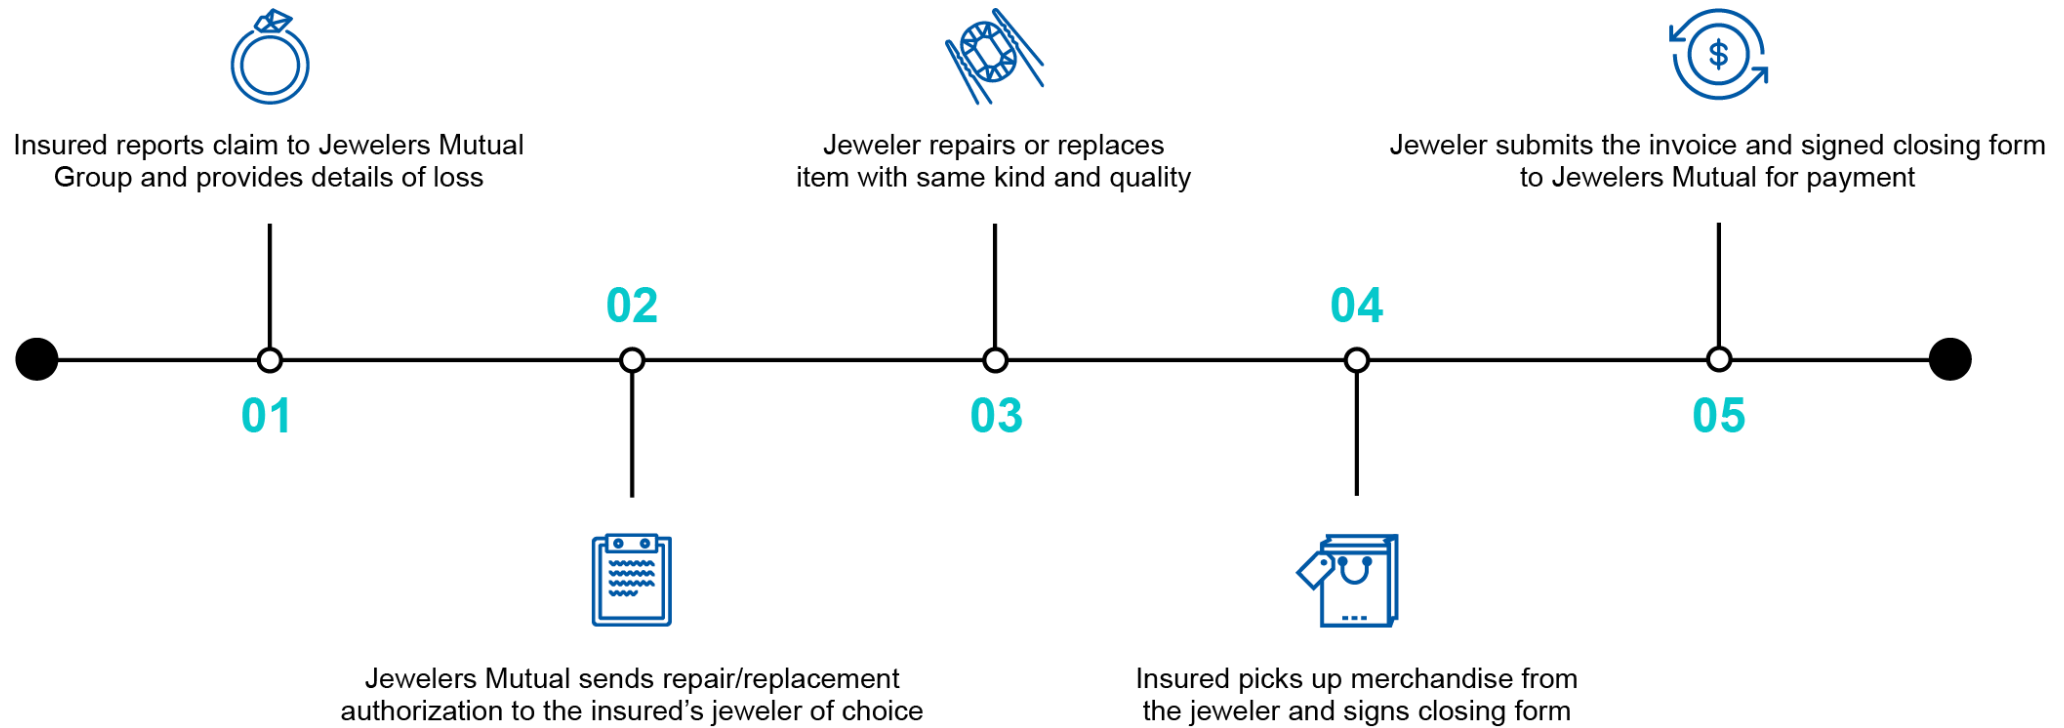 Insured reports claim to Jewelers Mutual
Group and provides details of loss
01
02
Jewelers Mutual sends repair/replacement
authorization to the insured’s jeweler of choice
Jeweler repairs or replaces
item with same kind and quality
03
04
Insured picks up merchandise from
the jeweler and signs closing form
$
Jeweler submits the invoice and signed closing form
to Jewelers Mutual for payment
05